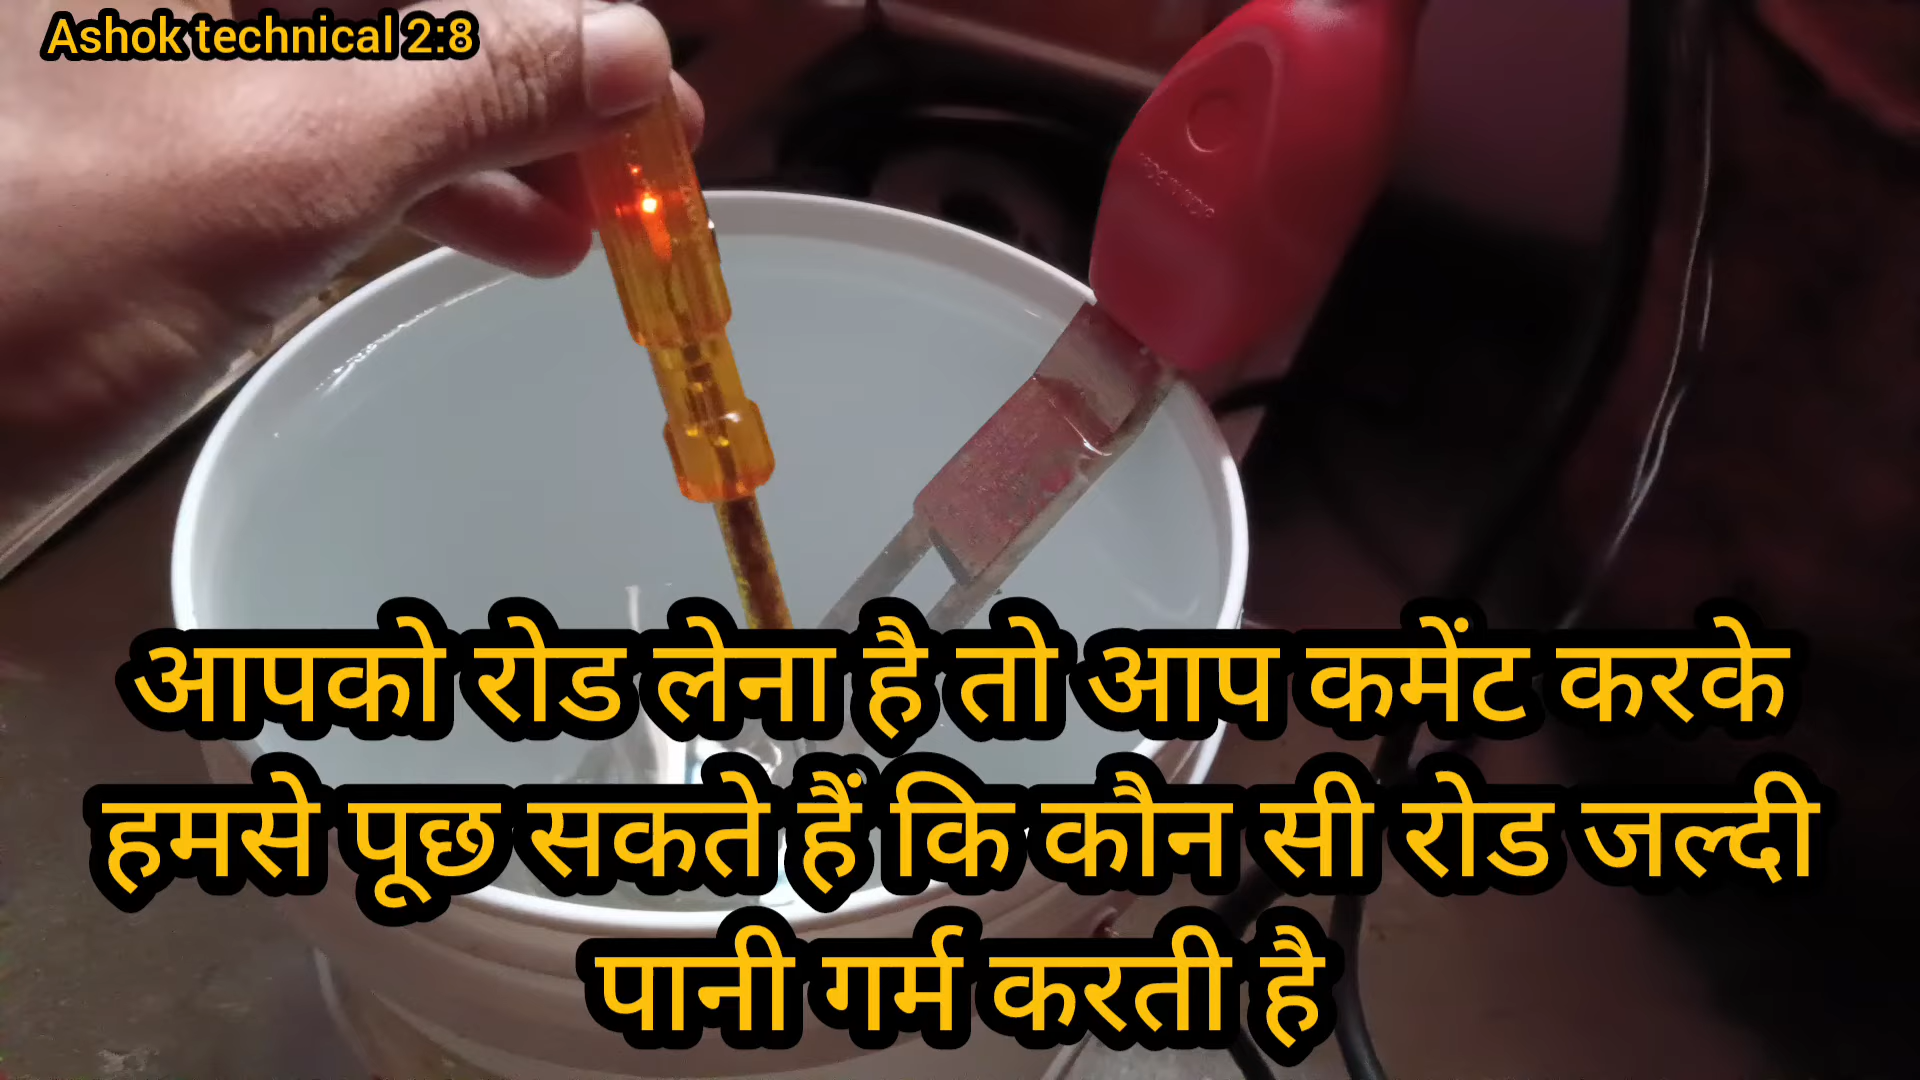 Ashok technical 2:8
आपको रोड लेना है तो आप कमेंट करके
हमसे पूछ सकते हैं कि कौन सी रोड जल्दी
पानी गर्म करती है